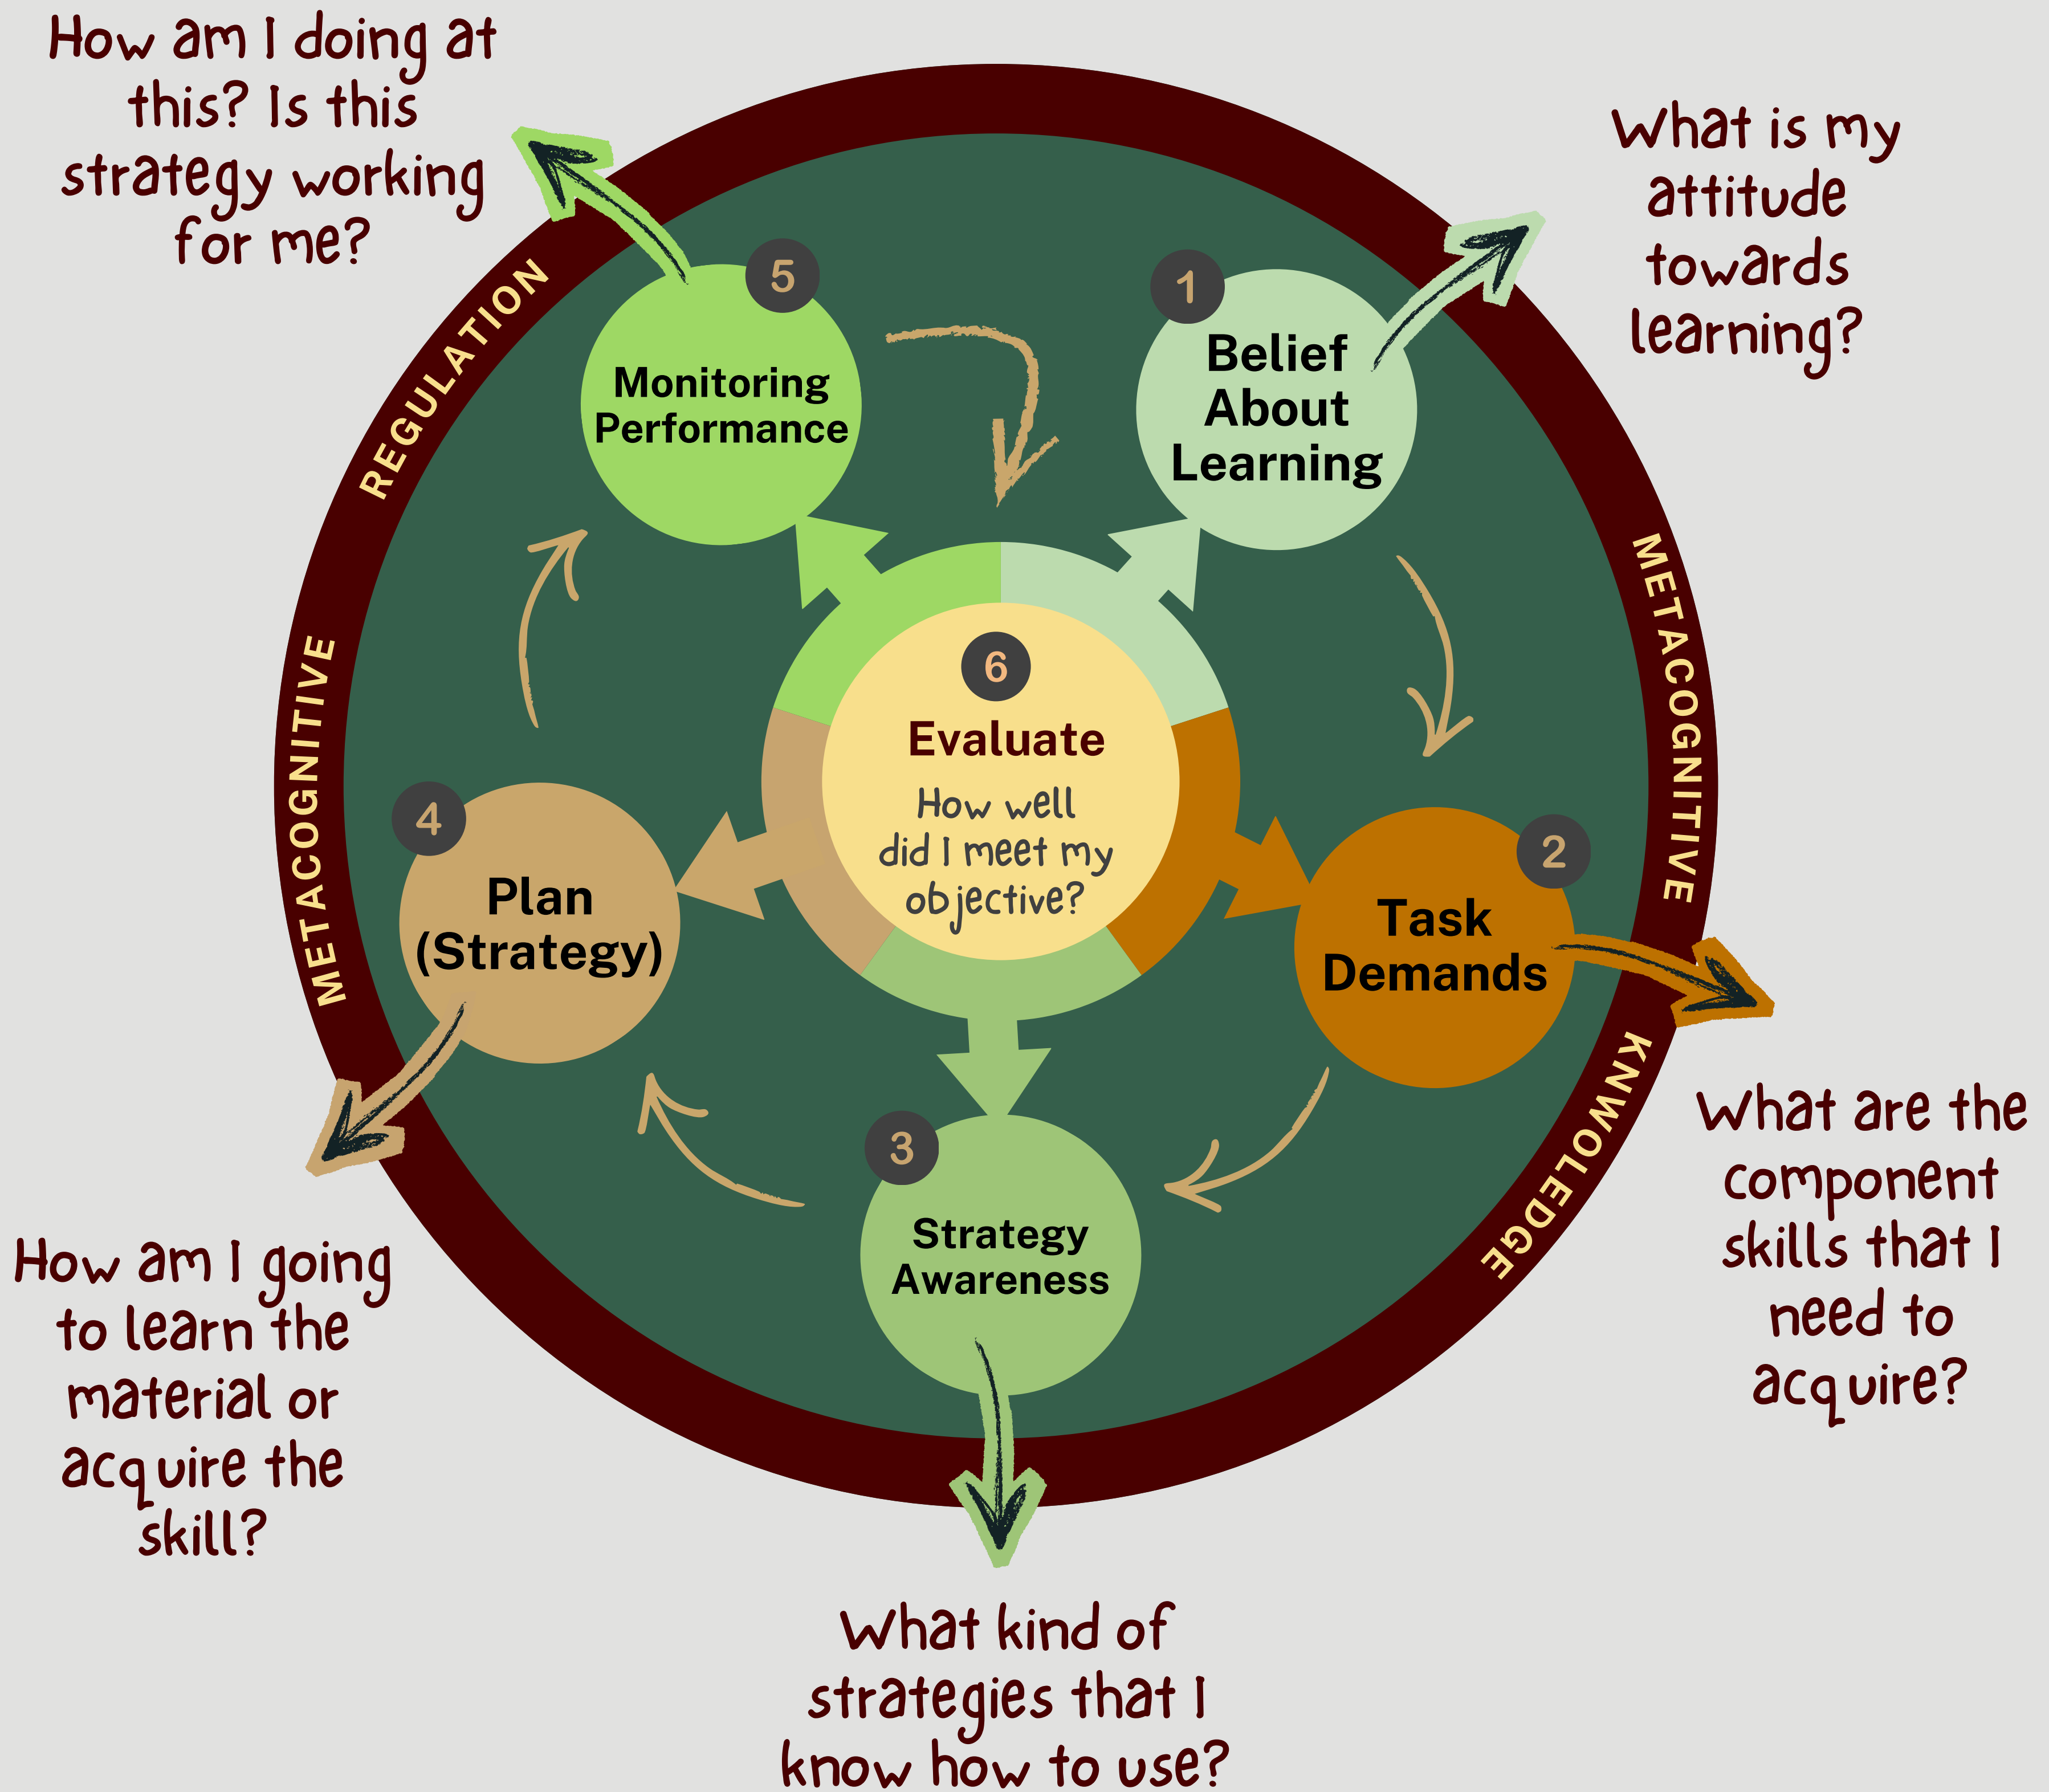 How am I doing at
this? Is this
strategy working
for me?
What is my
attitude
towards
learning?
REGULATION
METACOGNITIVE
METACOGNITIVE
KNWOLEDGE
5
Monitoring
Performance
1
Belief
About
Learning
6
Evaluate
How well
did I meet my
objective?
4
Plan
(Strategy)
2
Task
Demands
3
Strategy
Awareness
What are the
component
skills that I
need to
acquire?
How am I going
to learn the
material or
acquire the
skill?
What kind of
strategies that I
know how to use?